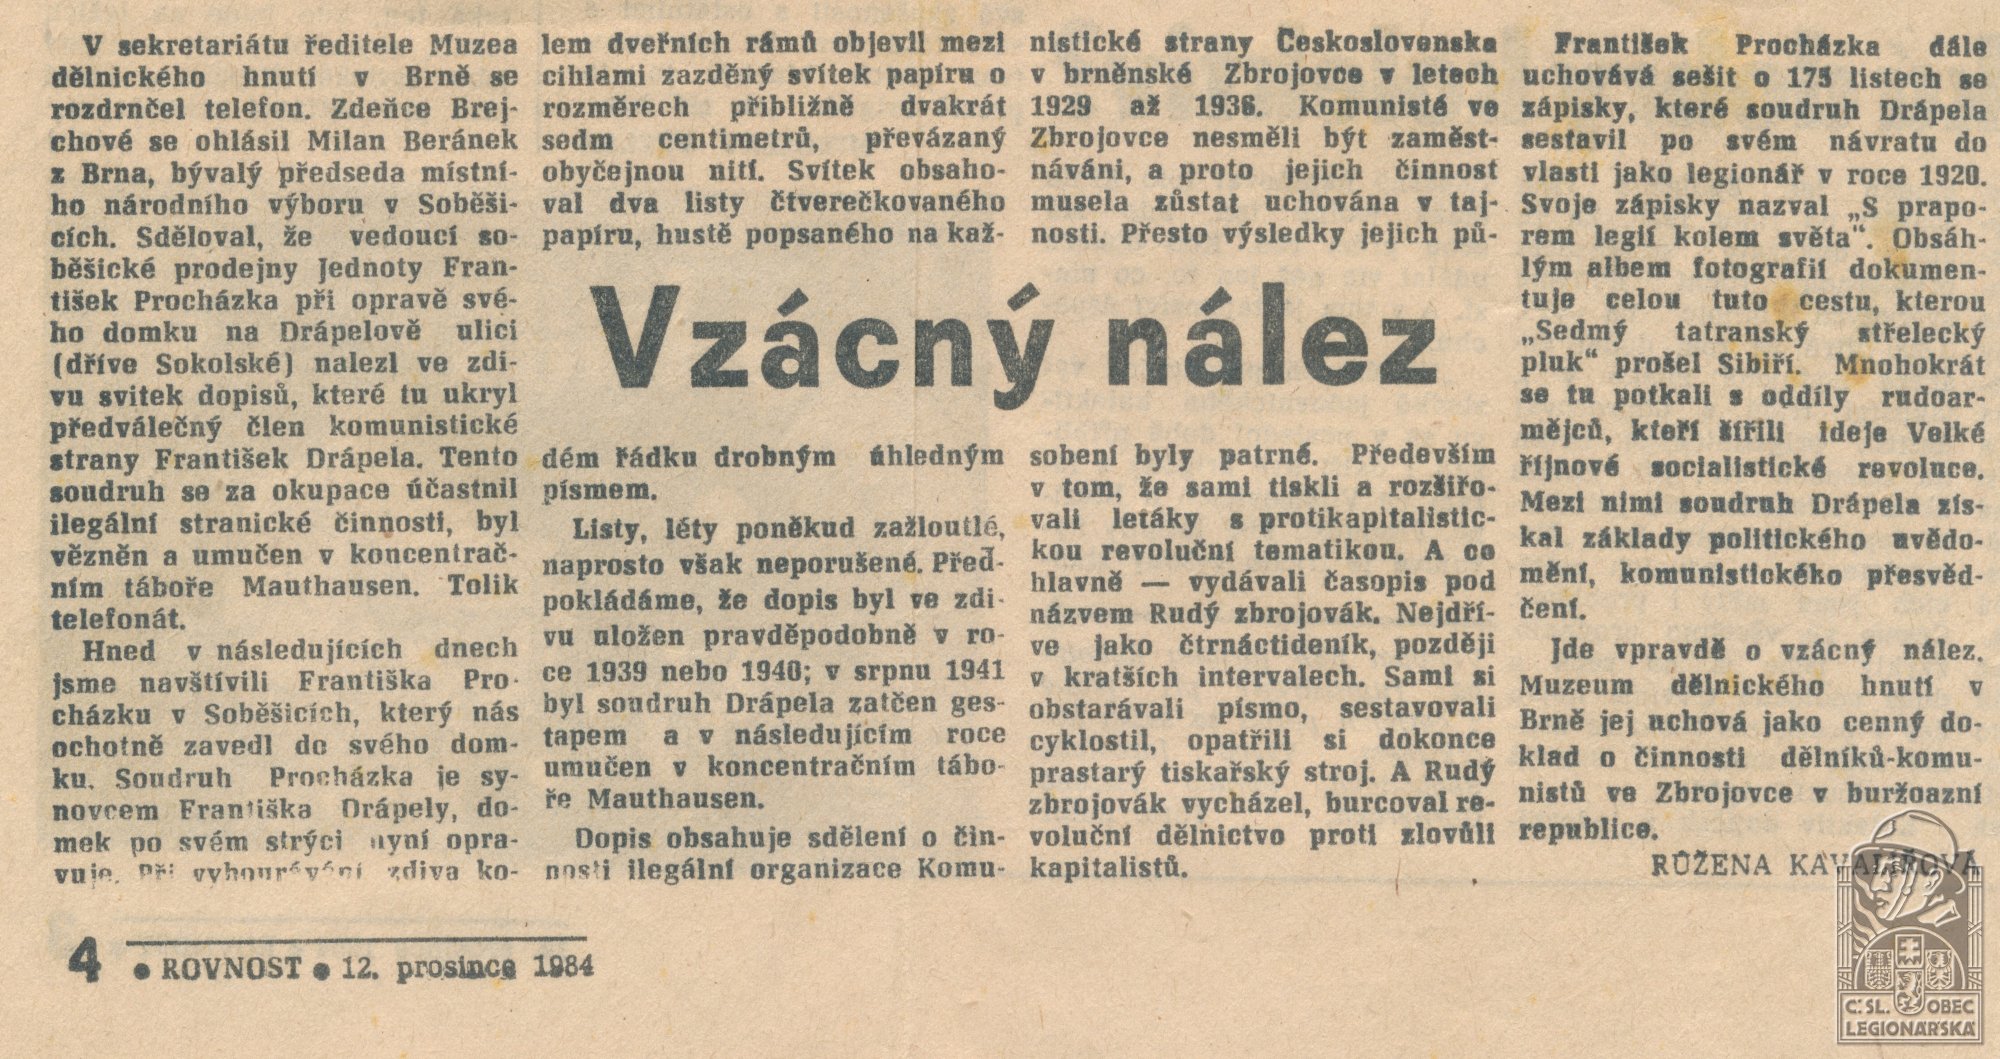 Vzácný nález
V sekretariátu ředitele Muzea
dělnického hnutí v Brně se
rozdrnčel telefon. Zdeňce Brej-
chové se ohlásil Milan Beránek
z Brna, bývalý předseda místní-
ho národního výboru v Soběši-
cích. Sděloval, že vedoucí so-
běšické prodejny Jednoty Fran-
tišek Procházka při opravě své-
ho domku na Drápelově ulici
(dříve Sokolské) nalezl ve zdi-
vu svitek dopisů, které tu ukryl
předválečný člen komunistické
strany František Drápela. Tento
soudruh se za okupace účastnil
ilegální stranické činnosti, byl
vězněn a umučen v koncentrač-
ním táboře Mauthausen. Tolik
telefonát.
Hned v následujících dnech
jsme navštívili Františka Pro-
cházku v Soběšicích, který nás
ochotně zavedl do svého dom-
ku. Soudruh Procházka je sy-
novcem Františka Drápely, do-
mek po svém strýci nyní opra-
vuje. Při vybourávání zdiva ko-
lem dveřních rámů objevil mezi
cihlami zazděný svítek papíru o
rozměrech přibližně dvakrát
sedm centimetrů, převázaný
obyčejnou nití. Svítek obsaho-
val dva listy čtverečkovaného
papíru, hustě popsaného na kaž-
dém řádku drobným úhledným
písmem.
Listy, léty poněkud zažloutlé,
naprosto však neporušené. Před-
pokládáme, že dopis byl ve zdi-
vu uložen pravděpodobně v ro-
ce 1939 nebo 1940; v srpnu 1941
byl soudruh Drápela zatčen ges-
tapem a v následujícím roce
umučen v koncentračním tábo-
ře Mauthausen.
Dopis obsahuje sdělení o čin-
nosti ilegální organizace Komu-
nistické strany Československa
v brněnské Zbrojovce v letech
1929 až 1936. Komunisté ve
Zbrojovce nesměli být zaměst-
náváni, a proto jejich činnost
musela zůstat uchována v taj-
nosti. Přesto výsledky jejich pů-
sobení byly patrné. Především
v tom, že sami tiskli a rozšiřo-
vali letáky s protikapitalistic-
kou revoluční tematikou. A co
hlavně — vydávali časopis pod
názvem Rudý zbrojovák. Nejdří-
ve jako čtrnáctideník, později
v kratších intervalech. Sami si
obstarávali písmo, sestavovali
cyklostil, opatřili si dokonce
prastarý tiskařský stroj. A Rudý
zbrojovák vycházel, burcoval re-
voluční dělnictvo proti zlovůli
kapitalistů.
František Procházka dále
uchovává sešit o 175 listech se
zápisky, které soudruh Drápela
sestavil po svém návratu do
vlasti jako legionář v roce 1920.
Svoje zápisky nazval „S prapo-
rem legií kolem světa“. Obsáh-
lým albem fotografií dokumen-
tuje celou tuto cestu, kterou
„Sedmý tatranský střelecký
pluk“ prošel Sibiří. Mnohokrát
se tu potkali s oddíly rudoar-
mějců, kteří šířili ideje Velké
říjnové socialistické revoluce.
Mezi nimi soudruh Drápela zís-
kal základy politického uvědo-
mění, komunistického přesvěd-
čení.
Jde vpravdě o vzácný nález.
Muzeum dělnického hnutí v
Brně jej uchová jako cenný do-
klad o činnosti dělníků-komu-
nistů ve Zbrojovce v buržoazní
republice.
RŮŽENA KAVALÍŘOVÁ
4 ● ROVNOST ● 12. prosince 1984
Č.SL. OBEC
LEGIONÁŘSKÁ